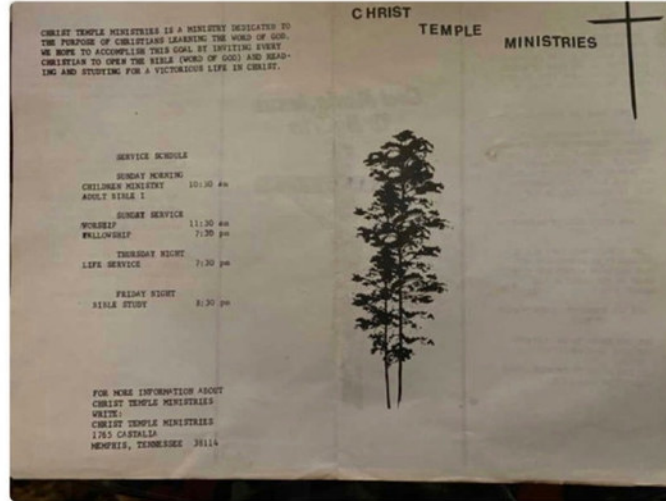 CHRIST TEMPLE MINISTRIES IS A MINISTRY DEDICATED TO
THE PURPOSE OF CHRISTIANS LEARNING THE WORD OF GOD.
WE HOPE TO ACCOMPLISH THIS GOAL BY INVITING EVERY
CHRISTIAN TO OPEN THE BIBLE (WORD OF GOD) AND READ-
ING AND STUDYING FOR A VICTORIOUS LIFE IN CHRIST.
SERVICE SCHEDULE
SUNDAY MORNING
CHILDREN MINISTRY 10:30 am
ADULT BIBLE I
SUNDAY SERVICE
WORSHIP 11:30 am
FELLOWSHIP 7:30 pm
THURSDAY NIGHT
LIFE SERVICE 7:30 pm
FRIDAY NIGHT
BIBLE STUDY 8:30 pm
FOR MORE INFORMATION ABOUT
CHRIST TEMPLE MINISTRIES
WRITE:
CHRIST TEMPLE MINISTRIES
1765 CASTALIA
MEMPHIS, TENNESSEE 38114
CHRIST
TEMPLE
MINISTRIES